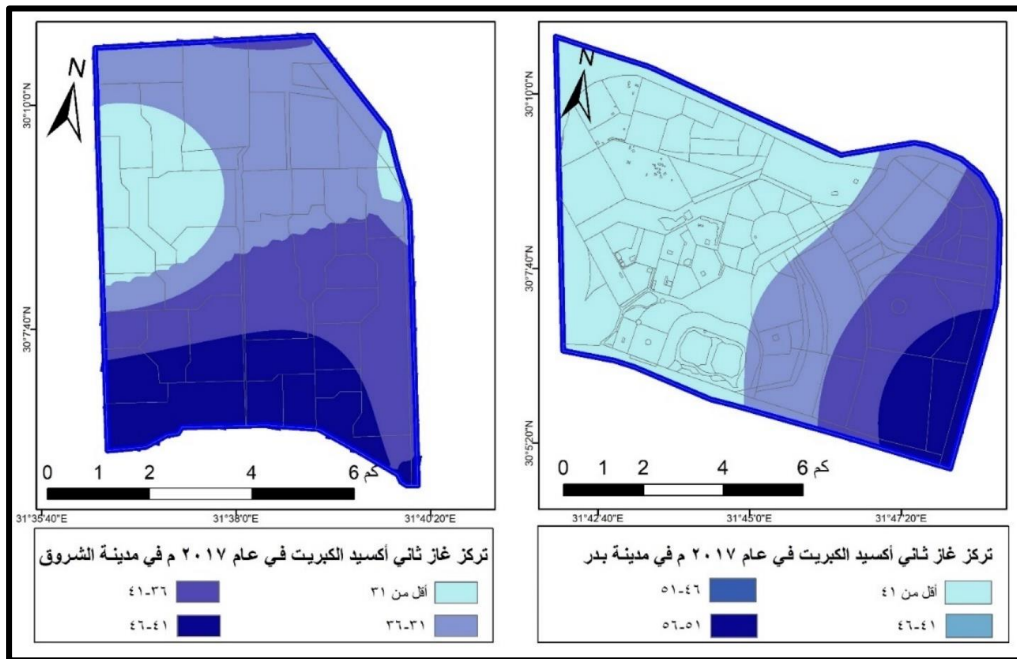 N
30°10'0"N
30°7'40"N
0 1 2 4 6 كم
31°35'40"E 31°38'0"E 31°40'20"E
تركز غاز ثاني أكسيد الكبريت في عام ٢٠١٧ م في مدينة الشروق
أقل من ٣١ ٣٦-٤١
٣١-٣٦ ٤١-٤٦
N
30°10'0"N
30°7'40"N
30°5'20"N
0 1 2 4 6 كم
31°42'40"E 31°45'0"E 31°47'20"E
تركز غاز ثاني أكسيد الكبريت في عام ٢٠١٧ م في مدينة بدر
أقل من ٤١ ٤٦-٥١
٤١-٤٦ ٥١-٥٦